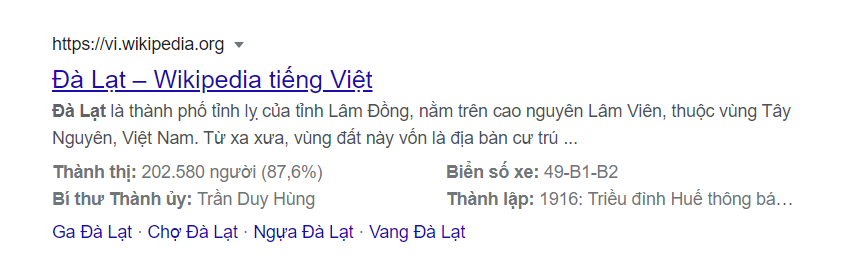 https://vi.wikipedia.org
Đà Lạt – Wikipedia tiếng Việt
Đà Lạt là thành phố tỉnh lỵ của tỉnh Lâm Đồng, nằm trên cao nguyên Lâm Viên, thuộc vùng Tây
Nguyên, Việt Nam. Từ xa xưa, vùng đất này vốn là địa bàn cư trú ...
Thành thị: 202.580 người (87,6%) Biển số xe: 49-B1-B2
Bí thư Thành ủy: Trần Duy Hùng Thành lập: 1916: Triều đình Huế thông bá…
Ga Đà Lạt · Chợ Đà Lạt · Ngựa Đà Lạt · Vang Đà Lạt